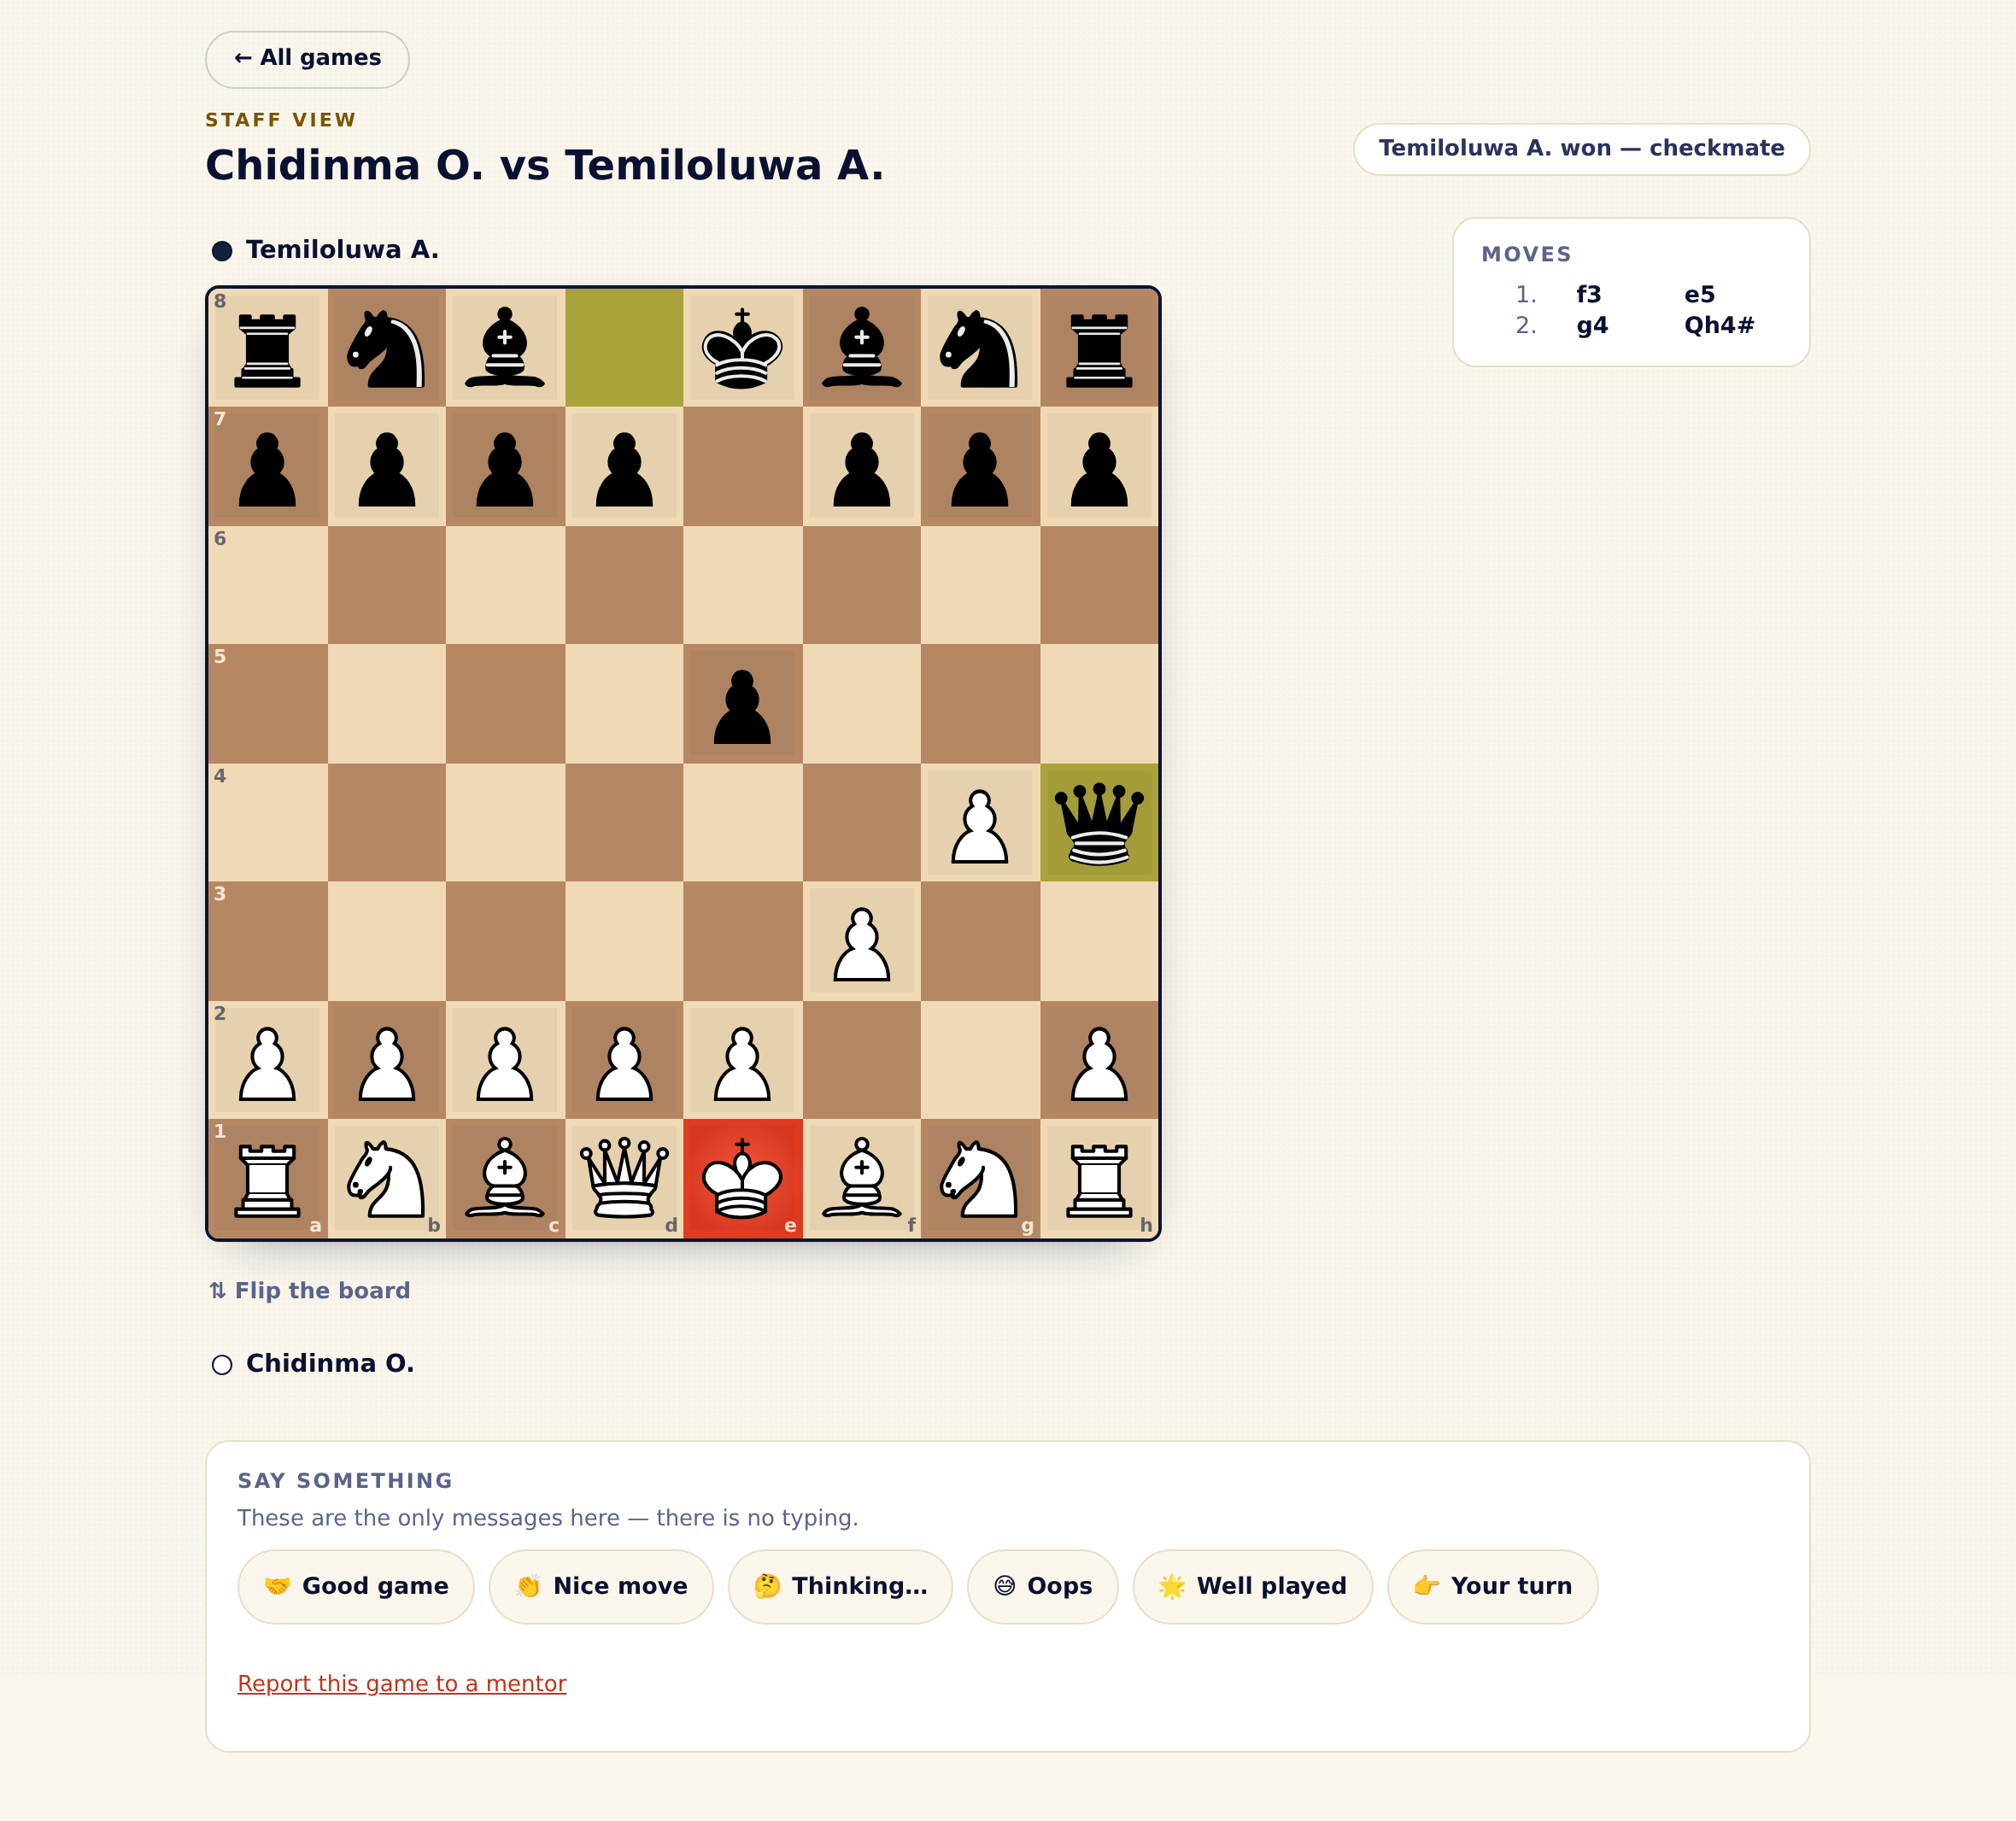 ← All games
STAFF VIEW
Chidinma O. vs Temiloluwa A.
Temiloluwa A. won — checkmate
Temiloluwa A.
MOVES
1. f3 e5
2. g4 Qh4#
8
7
6
5
4
3
2
1
a b c d e f g h
⇅ Flip the board
Chidinma O.
SAY SOMETHING
These are the only messages here — there is no typing.
🤝 Good game 👏 Nice move 🤔 Thinking… 😅 Oops 🌟 Well played 👉 Your turn
Report this game to a mentor